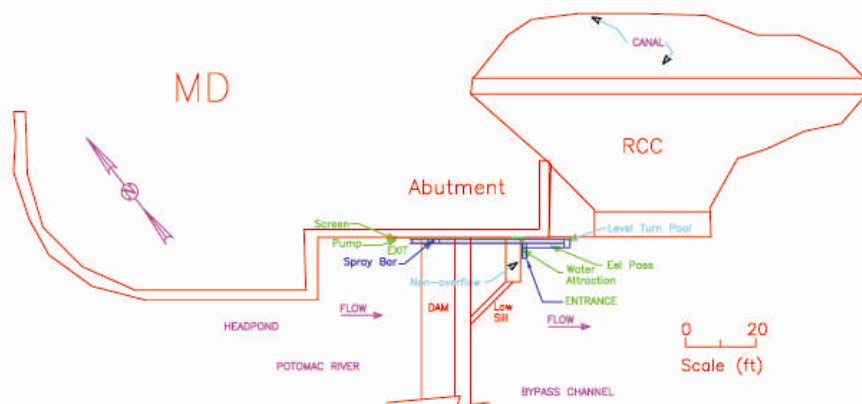 CANAL
MD
RCC
N
Abutment
Screen
Pump
EXIT
Spray Bar
Level Turn Pool
Eel Pass
Water
Attraction
Non-overflow
ENTRANCE
FLOW
DAM
Low
Sill
FLOW
HEADPOND
POTOMAC RIVER
BYPASS CHANNEL
0 20
Scale (ft)